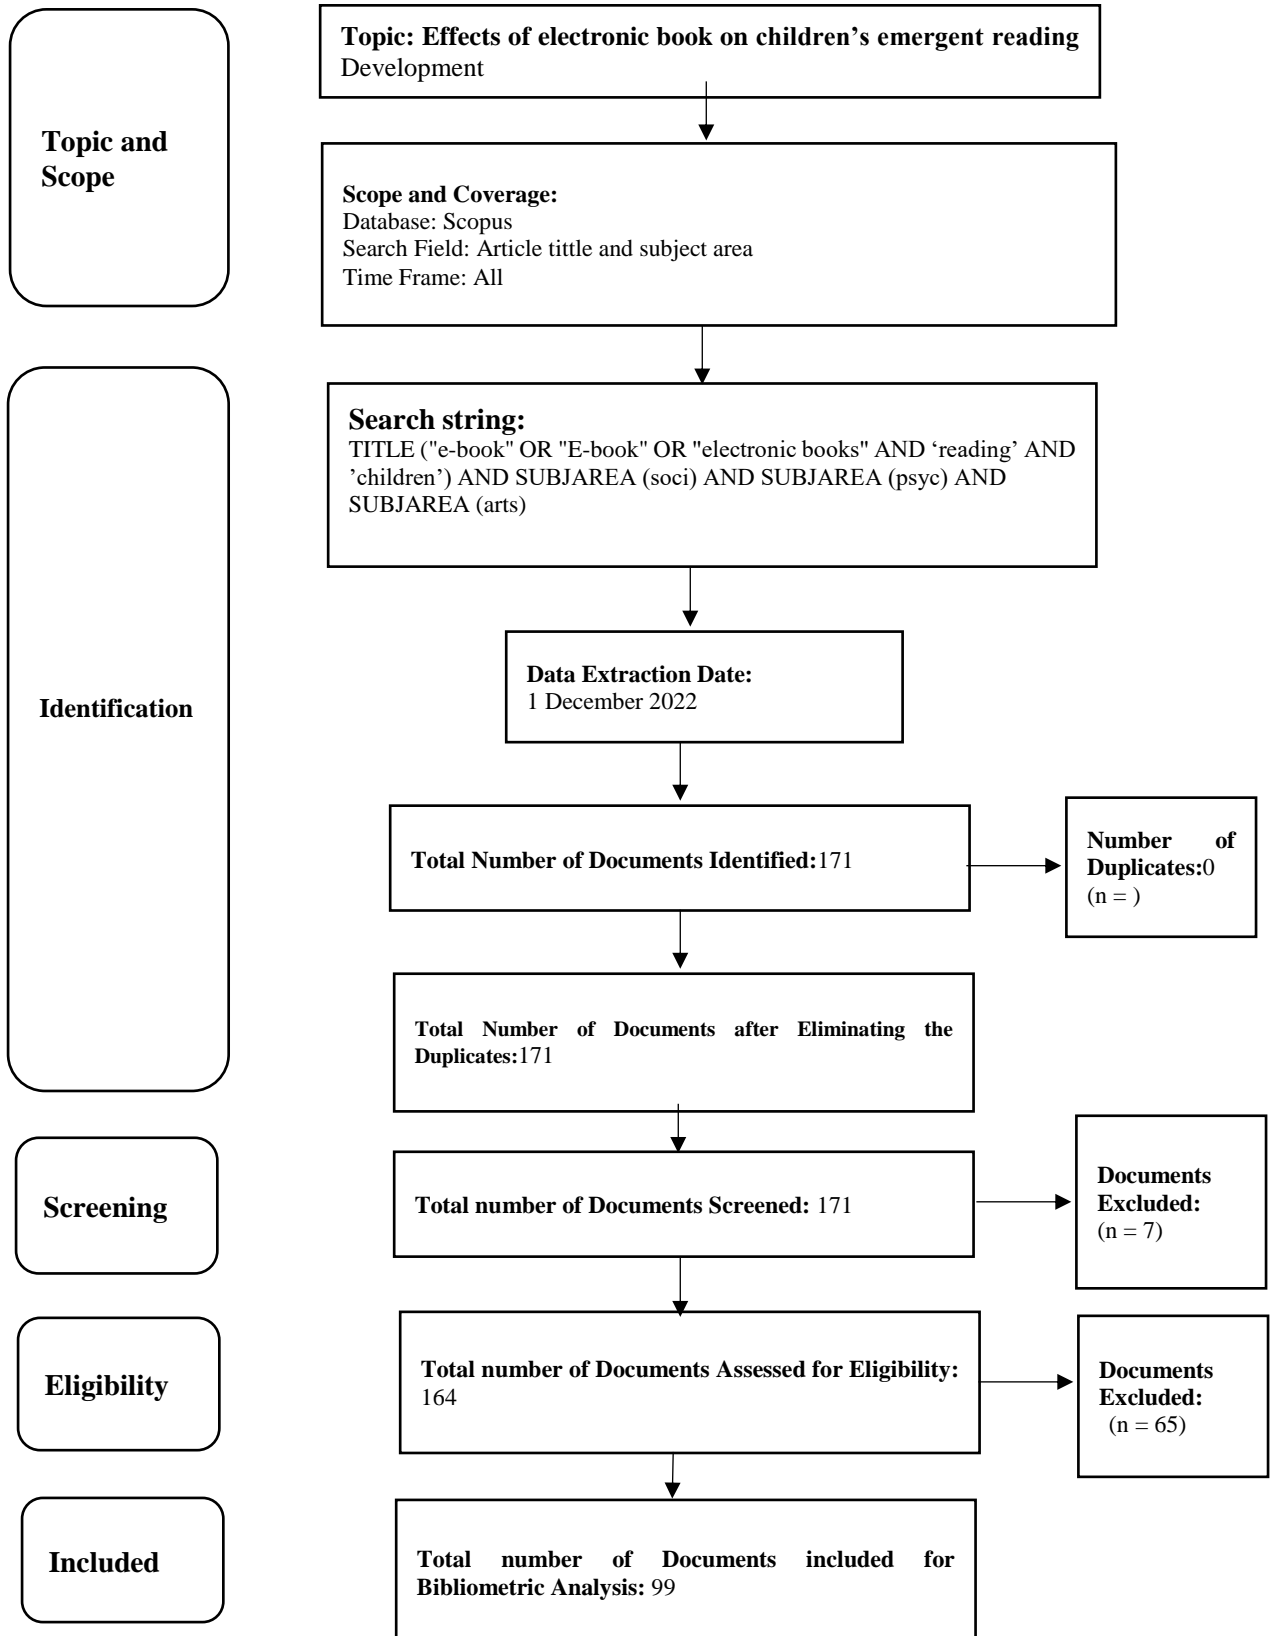 Topic: Effects of electronic book on children’s emergent reading
Development
Topic and
Scope
Scope and Coverage:
Database: Scopus
Search Field: Article tittle and subject area
Time Frame: All
Search string:
TITLE ("e-book" OR "E-book" OR "electronic books" AND ‘reading’ AND
’children’) AND SUBJAREA (soci) AND SUBJAREA (psyc) AND
SUBJAREA (arts)
Identification
Data Extraction Date:
1 December 2022
Total Number of Documents Identified:171
Number of
Duplicates:0
(n = )
Total Number of Documents after Eliminating the
Duplicates:171
Screening
Total number of Documents Screened: 171
Documents
Excluded:
(n = 7)
Eligibility
Total number of Documents Assessed for Eligibility:
164
Documents
Excluded:
(n = 65)
Included
Total number of Documents included for
Bibliometric Analysis: 99